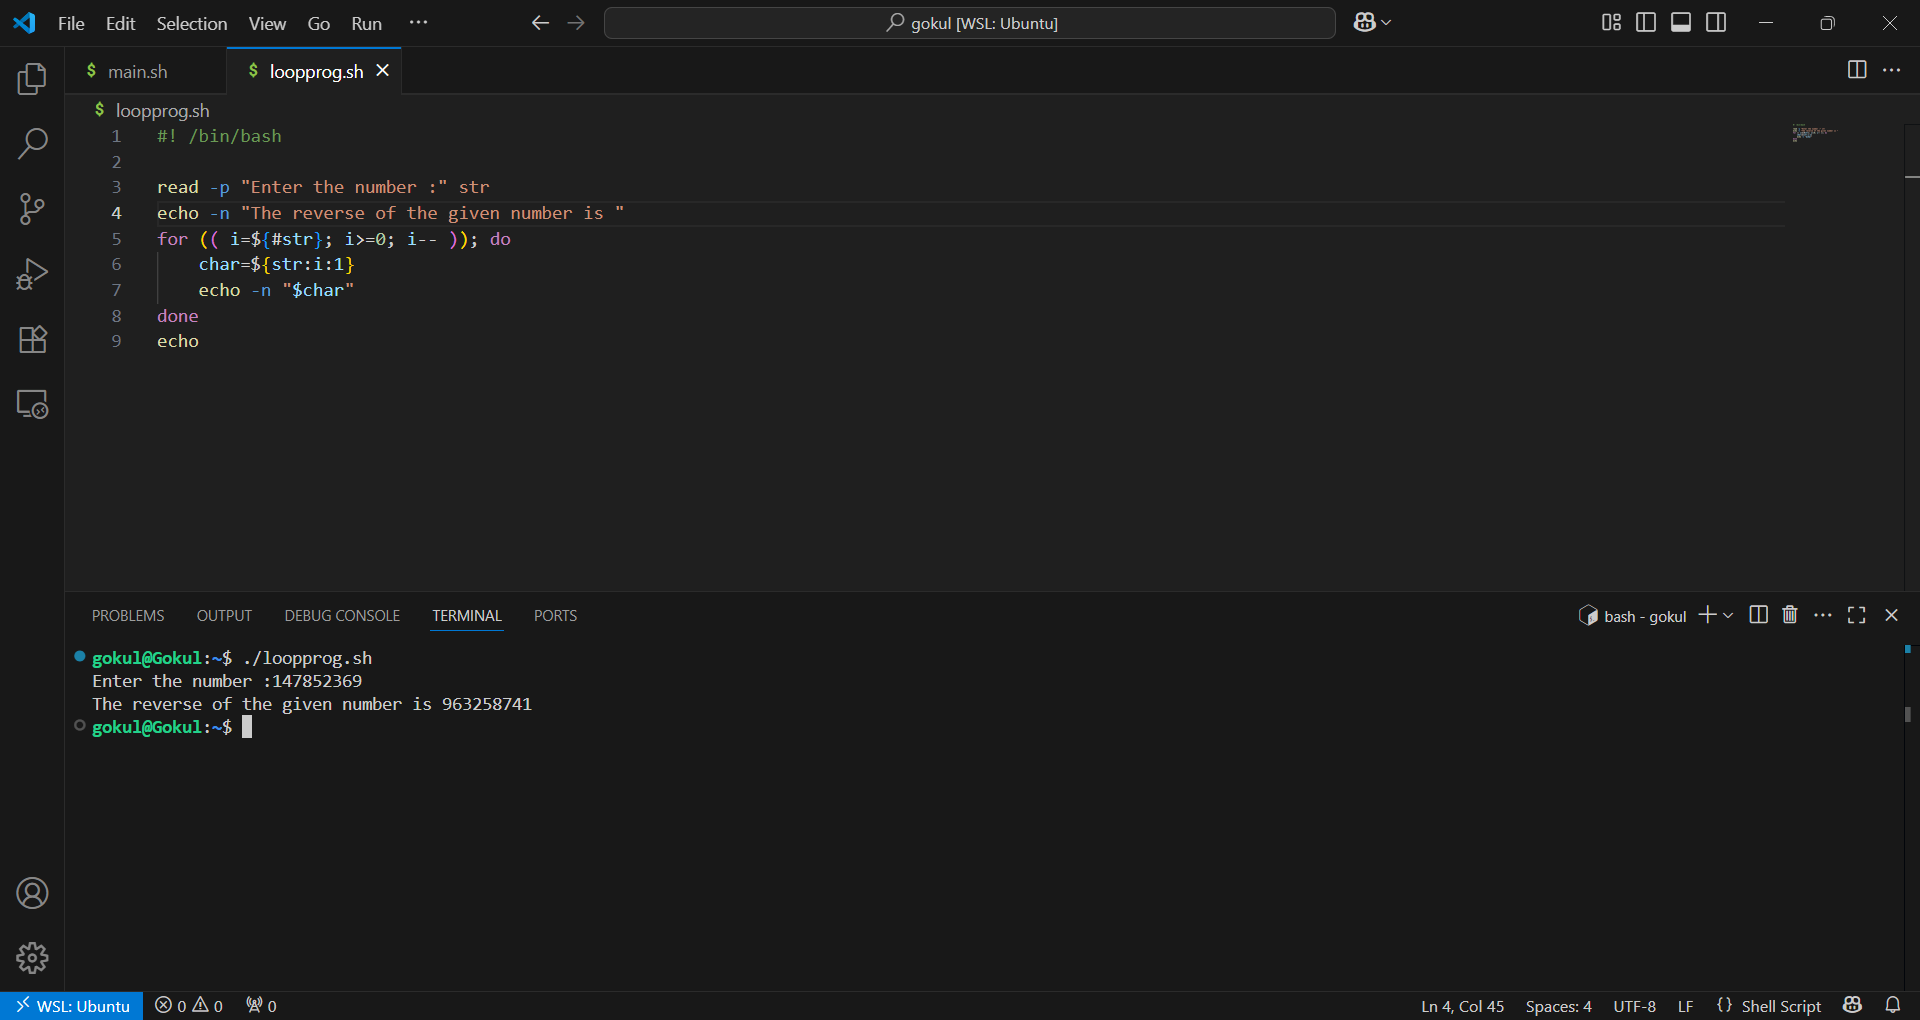 File Edit Selection View Go Run ··· gokul [WSL: Ubuntu]
$ main.sh $ loopprog.sh
$ loopprog.sh
1 #! /bin/bash
2
3 read -p "Enter the number :" str
4 echo -n "The reverse of the given number is "
5 for (( i=${#str}; i>=0; i-- )); do
6     char=${str:i:1}
7     echo -n "$char"
8 done
9 echo
PROBLEMS OUTPUT DEBUG CONSOLE TERMINAL PORTS bash - gokul
gokul@Gokul:~$ ./loopprog.sh
Enter the number :147852369
The reverse of the given number is 963258741
gokul@Gokul:~$
WSL: Ubuntu 0 0 0 Ln 4, Col 45 Spaces: 4 UTF-8 LF {} Shell Script